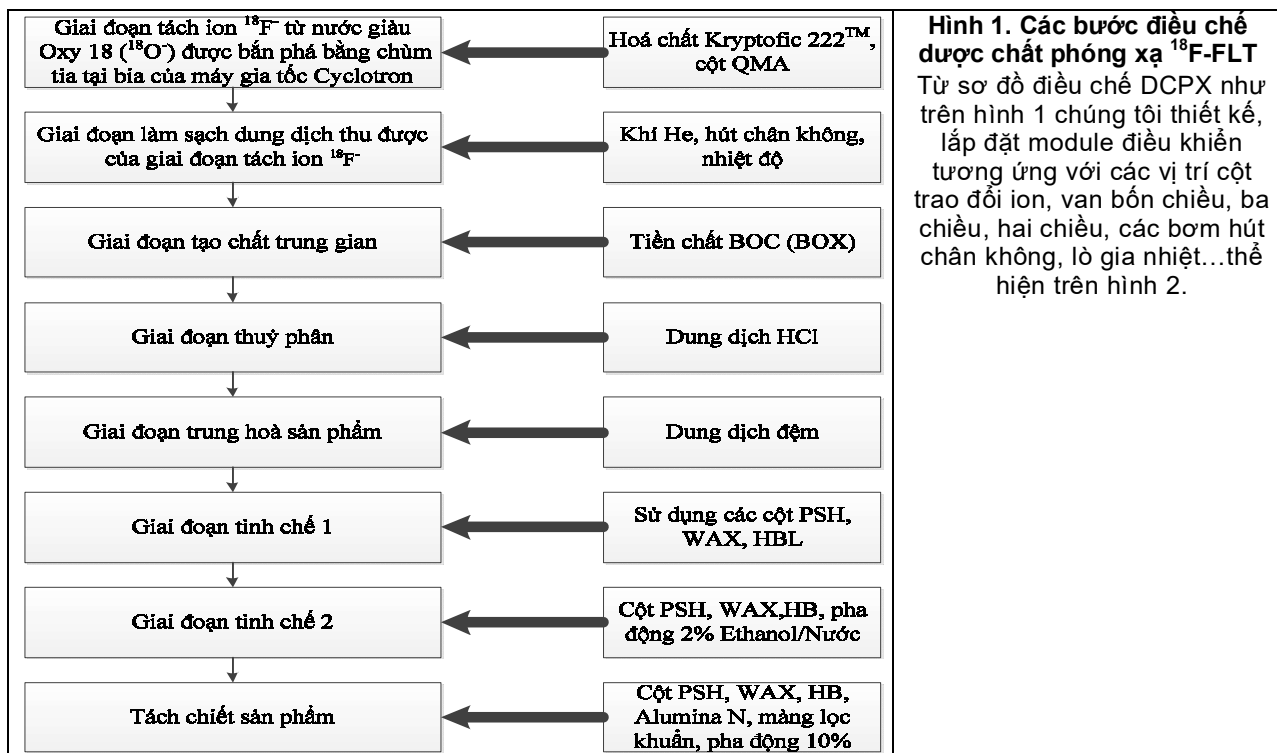 Giai đoạn tách ion ¹⁸F⁻ từ nước giàu
Oxy 18 (¹⁸O⁻) được bắn phá bằng chùm
tia tại bia của máy gia tốc Cyclotron
Hoá chất Kryptofic 222™,
cột QMA
Giai đoạn làm sạch dung dịch thu được
của giai đoạn tách ion ¹⁸F⁻
Khí He, hút chân không,
nhiệt độ
Giai đoạn tạo chất trung gian
Tiền chất BOC (BOX)
Giai đoạn thuỷ phân
Dung dịch HCl
Giai đoạn trung hoà sản phẩm
Dung dịch đệm
Giai đoạn tinh chế 1
Sử dụng các cột PSH,
WAX, HBL
Giai đoạn tinh chế 2
Cột PSH, WAX,HB, pha
động 2% Ethanol/Nước
Tách chiết sản phẩm
Cột PSH, WAX, HB,
Alumina N, màng lọc
khuẩn, pha động 10%
Hình 1. Các bước điều chế
dược chất phóng xạ ¹⁸F-FLT
Từ sơ đồ điều chế DCPX như
trên hình 1 chúng tôi thiết kế,
lắp đặt module điều khiển
tương ứng với các vị trí cột
trao đổi ion, van bốn chiều, ba
chiều, hai chiều, các bơm hút
chân không, lò gia nhiệt…thể
hiện trên hình 2.